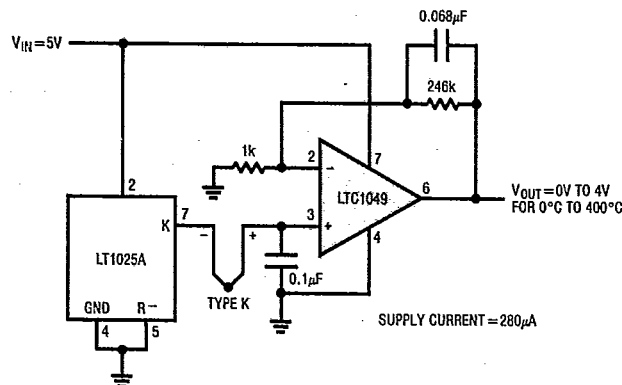 0.068µF
V_IN=5V
246k
1k
2
2
7
K
7
–
+
3
–
+
LTC1049
6
4
V_OUT=0V TO 4V
FOR 0°C TO 400°C
LT1025A
0.1µF
TYPE K
GND
R–
4
5
SUPPLY CURRENT=280µA